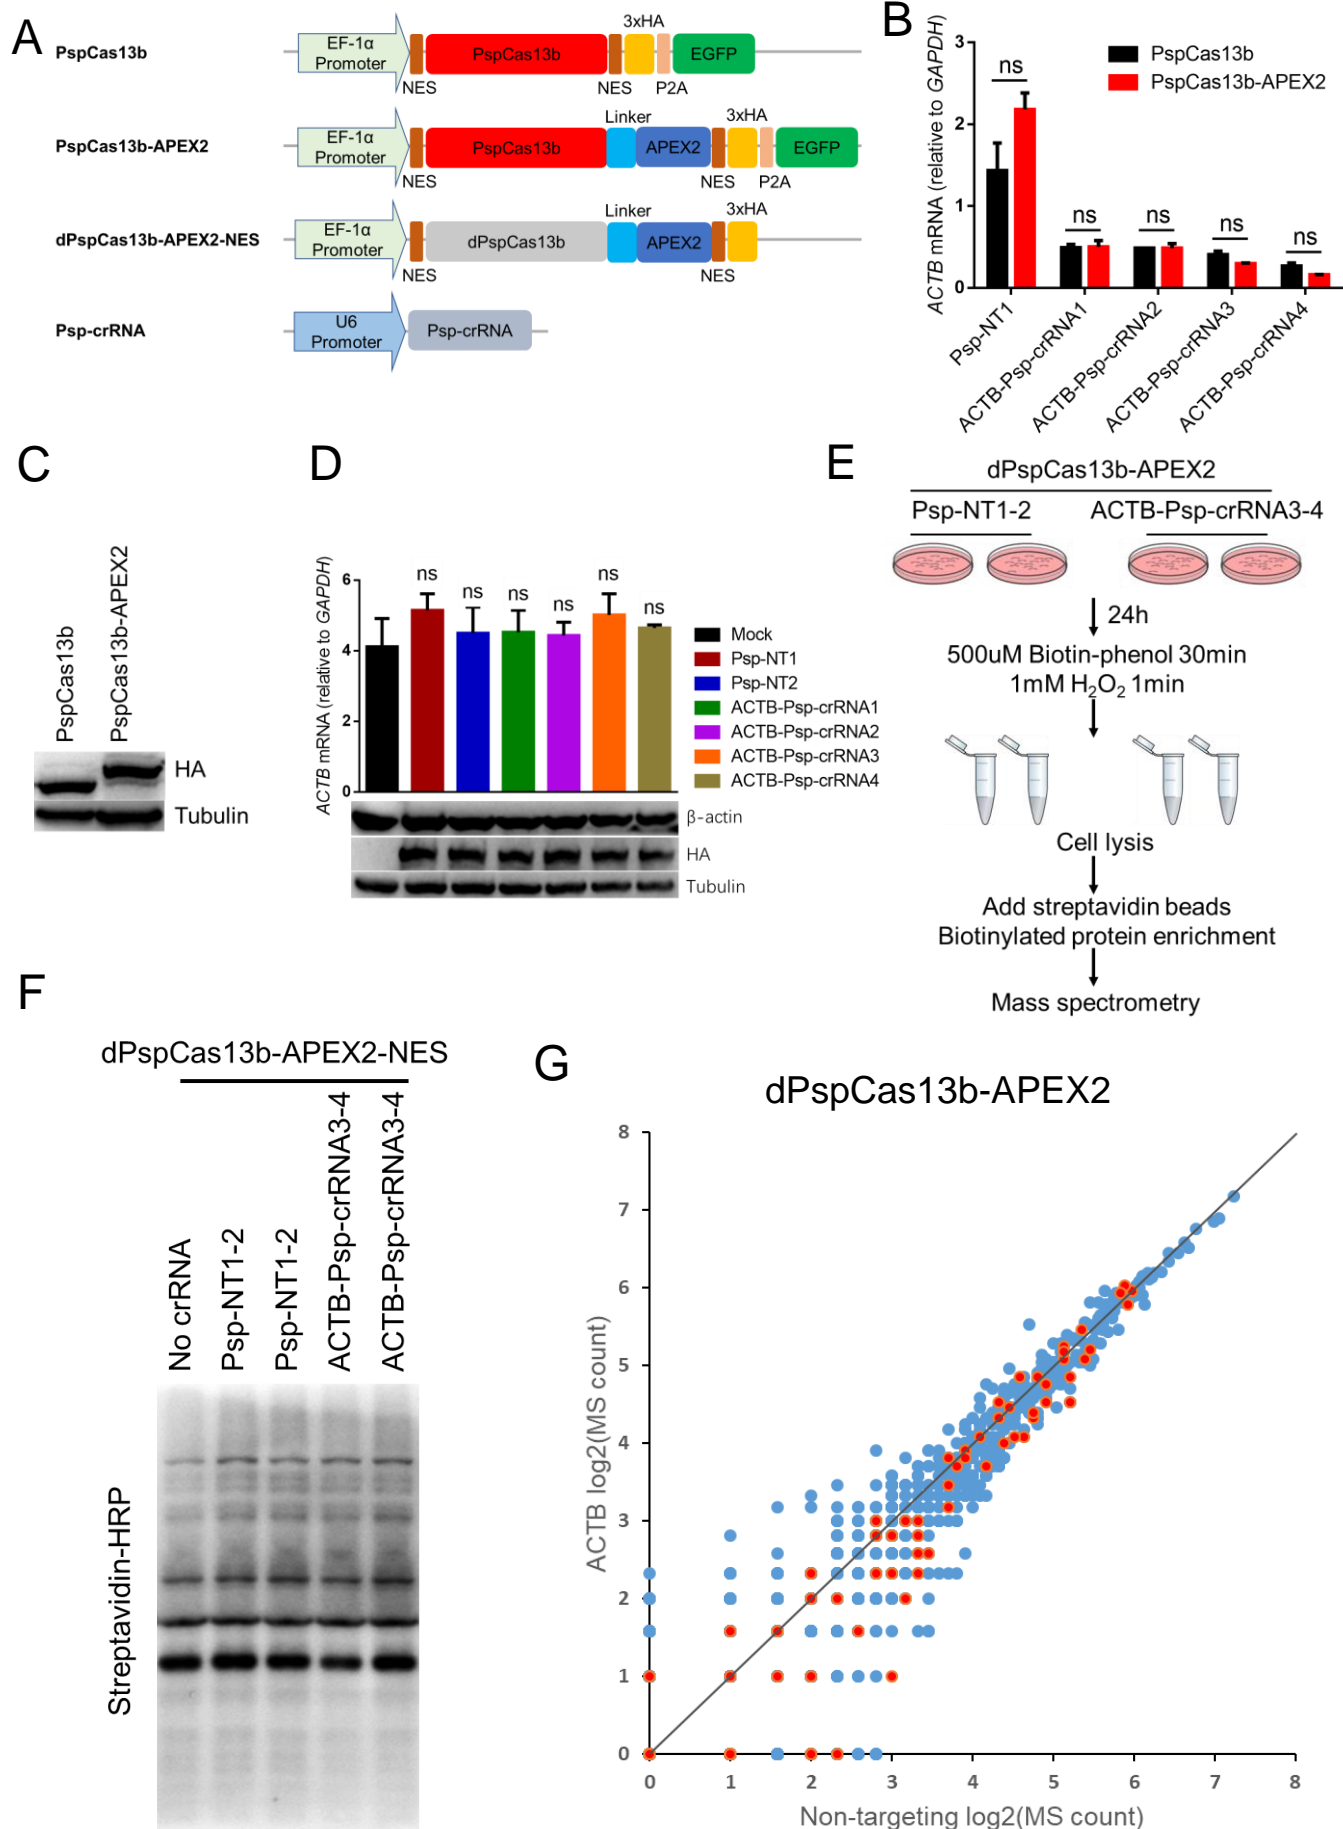 A
PspCas13b
EF-1α
Promoter
NES
PspCas13b
NES
3xHA
P2A
EGFP
PspCas13b-APEX2
EF-1α
Promoter
NES
PspCas13b
Linker
APEX2
NES
3xHA
P2A
EGFP
dPspCas13b-APEX2-NES
EF-1α
Promoter
NES
dPspCas13b
Linker
APEX2
NES
3xHA
Psp-crRNA
U6
Promoter
Psp-crRNA
B
ACTB mRNA (relative to GAPDH)
3
2
1
0
PspCas13b
PspCas13b-APEX2
ns
ns
ns
ns
ns
Psp-NT1
ACTB-Psp-crRNA1
ACTB-Psp-crRNA2
ACTB-Psp-crRNA3
ACTB-Psp-crRNA4
C
PspCas13b
PspCas13b-APEX2
HA
Tubulin
D
ACTB mRNA (relative to GAPDH)
6
4
2
0
ns
ns
ns
ns
ns
ns
Mock
Psp-NT1
Psp-NT2
ACTB-Psp-crRNA1
ACTB-Psp-crRNA2
ACTB-Psp-crRNA3
ACTB-Psp-crRNA4
β-actin
HA
Tubulin
E
dPspCas13b-APEX2
Psp-NT1-2
ACTB-Psp-crRNA3-4
24h
500uM Biotin-phenol 30min
1mM H₂O₂ 1min
Cell lysis
Add streptavidin beads
Biotinylated protein enrichment
Mass spectrometry
F
dPspCas13b-APEX2-NES
No crRNA
Psp-NT1-2
Psp-NT1-2
ACTB-Psp-crRNA3-4
ACTB-Psp-crRNA3-4
Streptavidin-HRP
G
dPspCas13b-APEX2
ACTB log2(MS count)
8
7
6
5
4
3
2
1
0
0 1 2 3 4 5 6 7 8
Non-targeting log2(MS count)